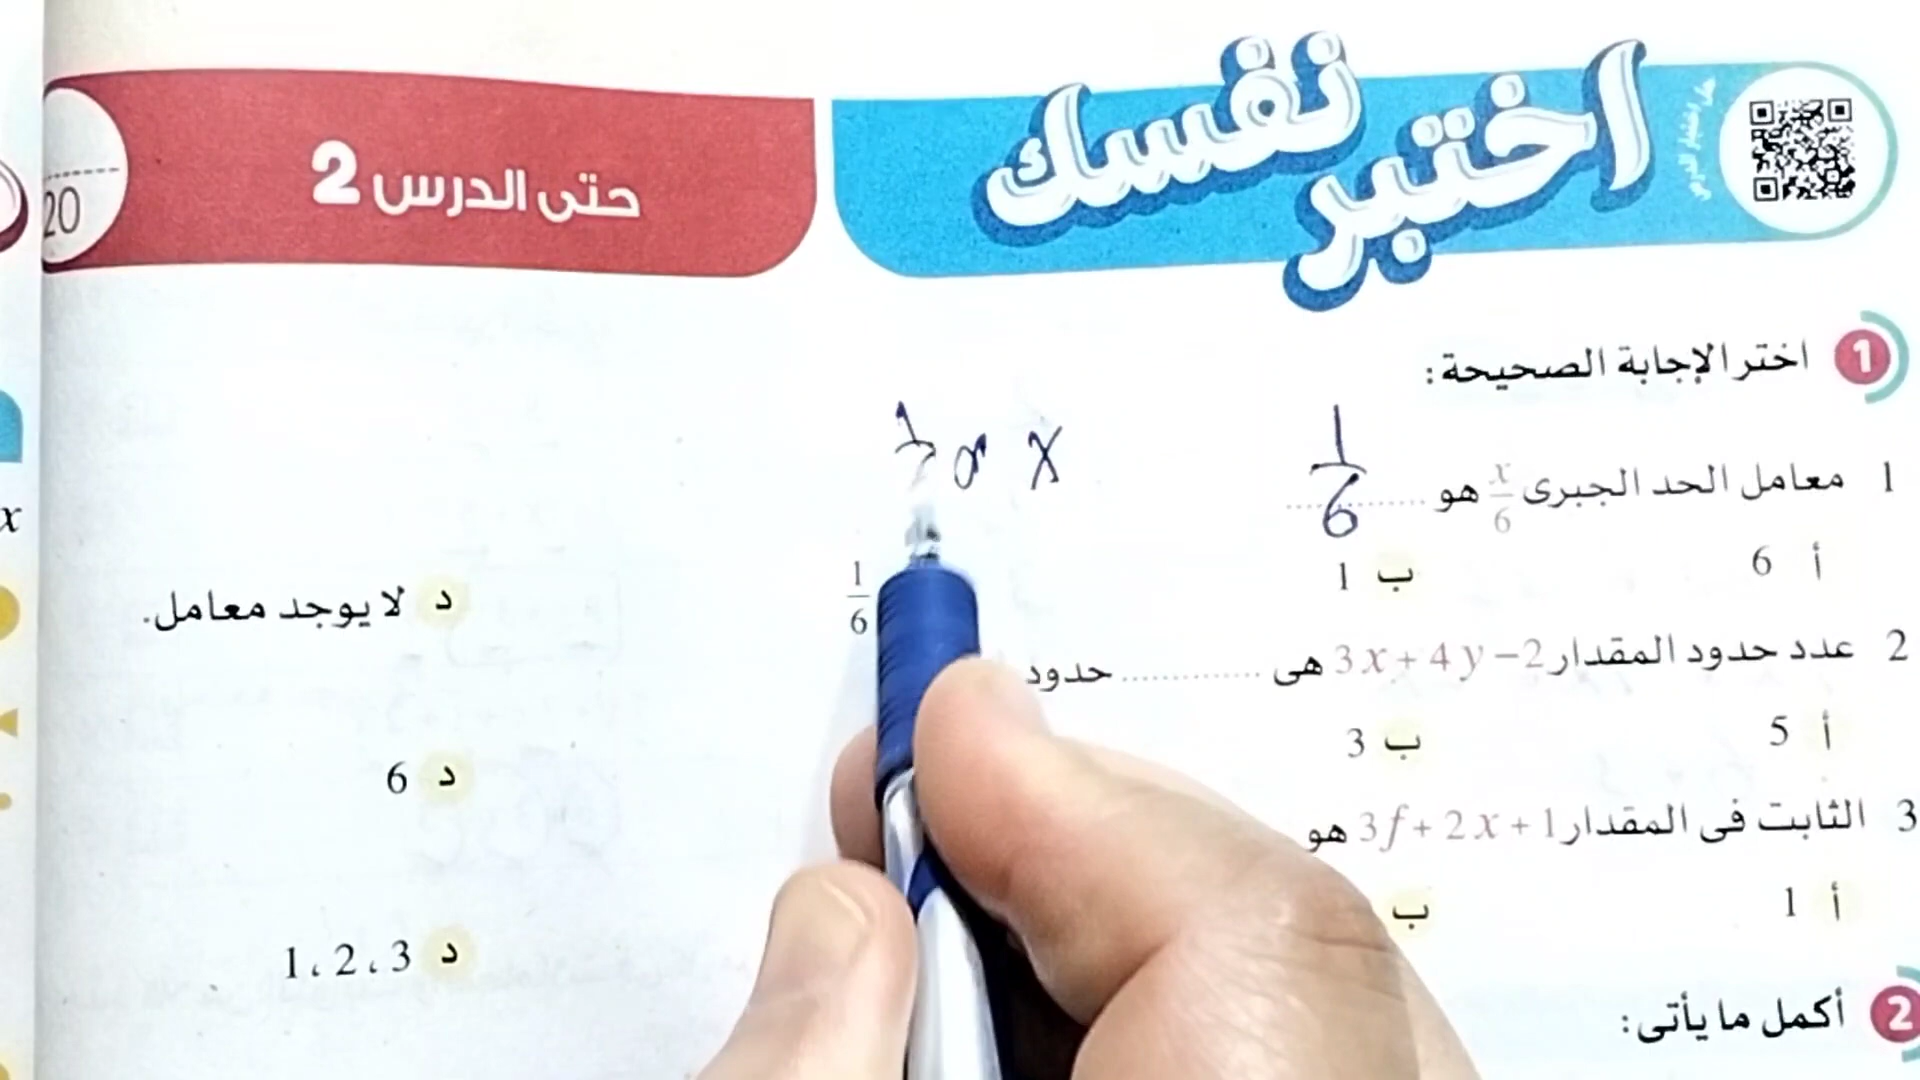 اختبر نفسك
حتى الدرس 2
20
1 اختر الإجابة الصحيحة:
1 معامل الحد الجبرى x/6 هو 1/6
x
أ 6 ب 1 1/6 د لا يوجد معامل.
2 عدد حدود المقدار 3x + 4y − 2 هى ............ حدود
أ 5 ب 3 د 6
3 الثابت فى المقدار 3f + 2x + 1 هو
أ 1 ب د 1، 2، 3
2 أكمل ما يأتى:
x